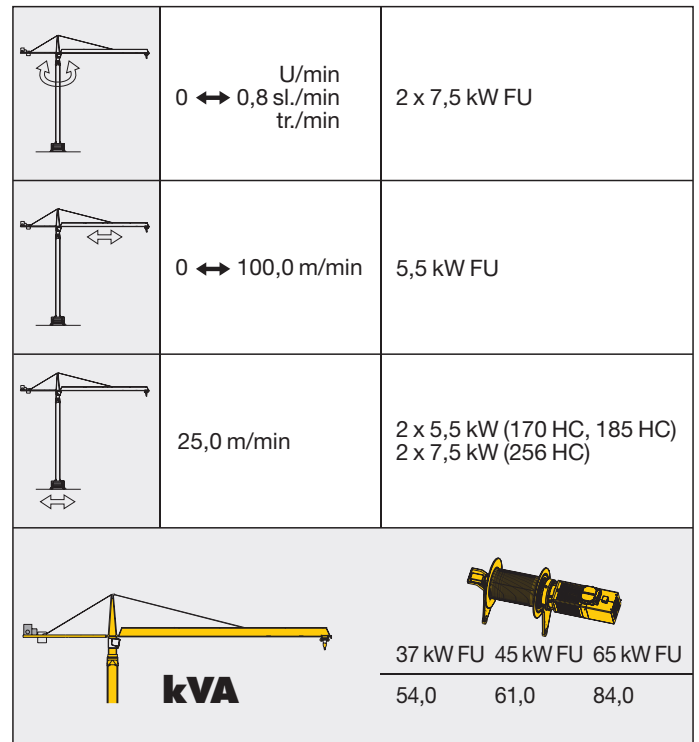 U/min
0 ↔ 0,8 sl./min
tr./min
2 x 7,5 kW FU
0 ↔ 100,0 m/min
5,5 kW FU
25,0 m/min
2 x 5,5 kW (170 HC, 185 HC)
2 x 7,5 kW (256 HC)
kVA
37 kW FU 45 kW FU 65 kW FU
54,0 61,0 84,0